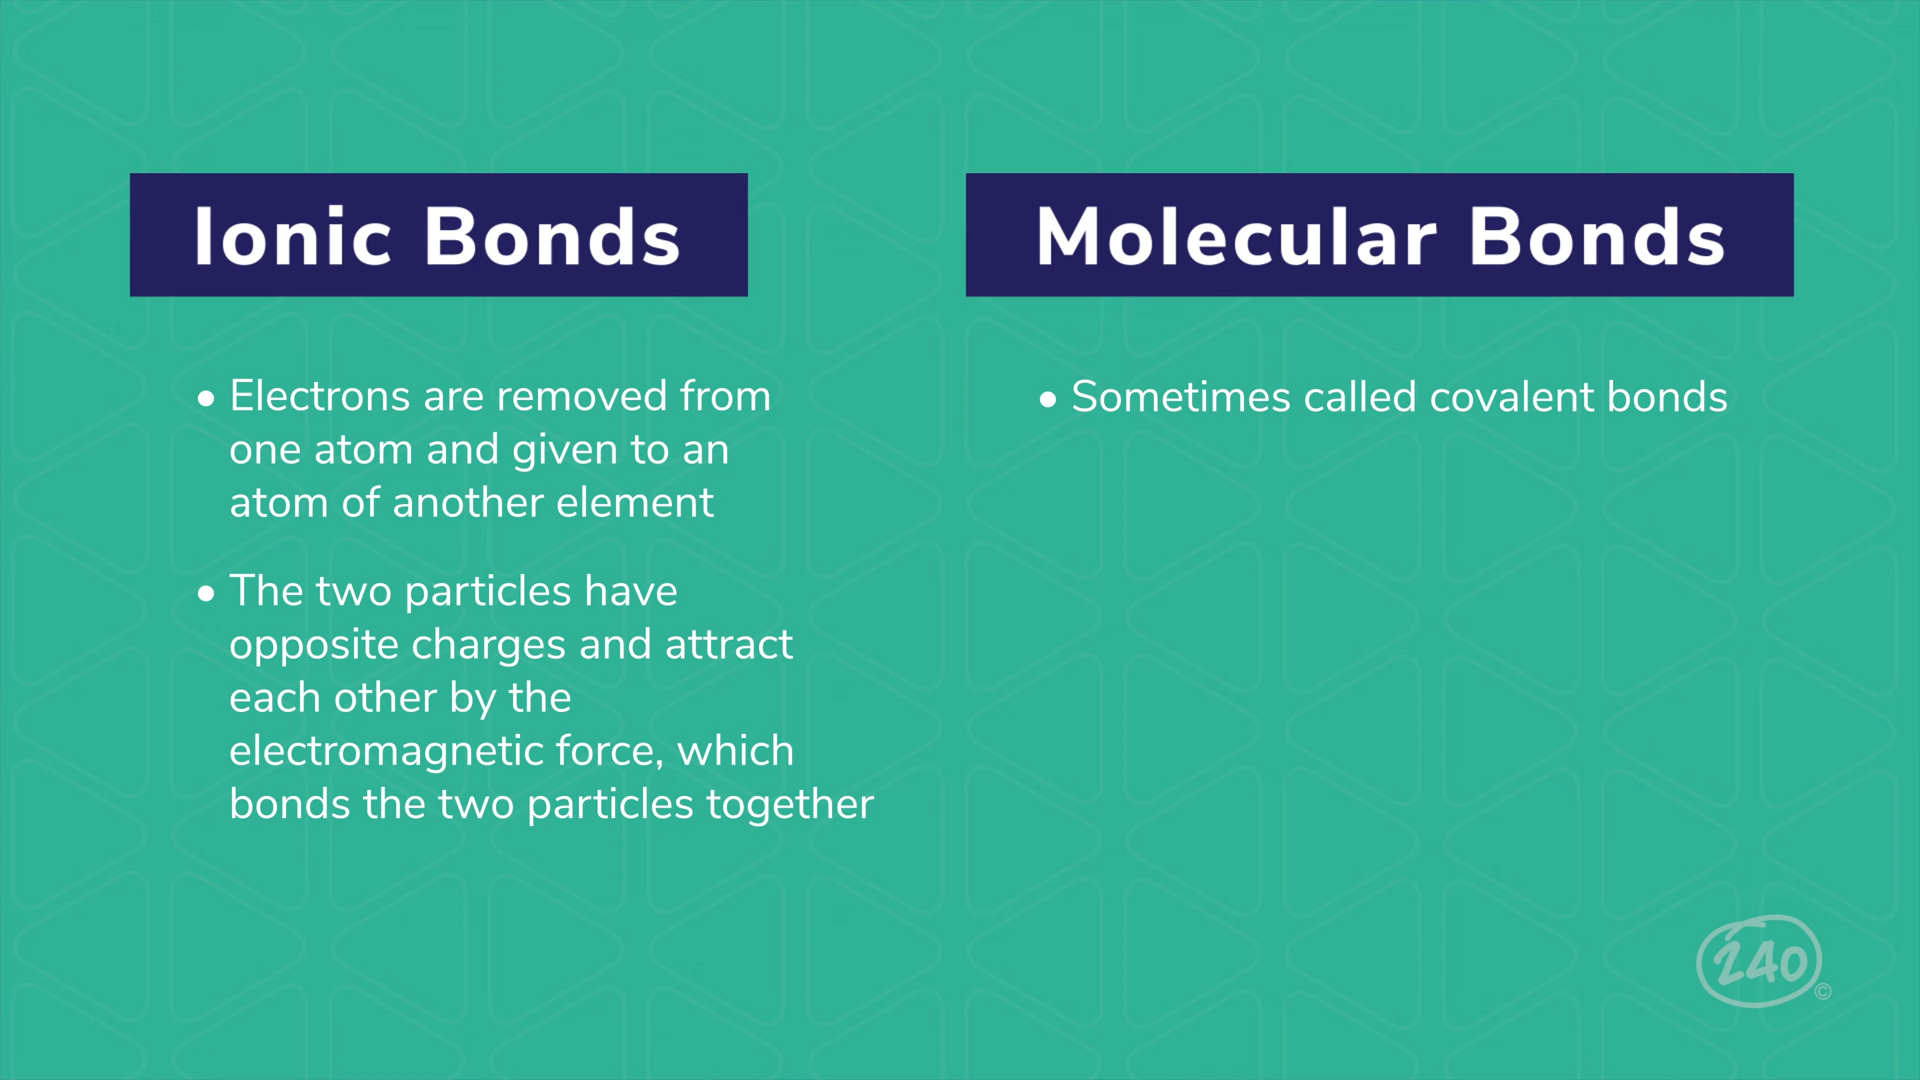 Ionic Bonds
• Electrons are removed from
one atom and given to an
atom of another element
• The two particles have
opposite charges and attract
each other by the
electromagnetic force, which
bonds the two particles together
Molecular Bonds
• Sometimes called covalent bonds
240
©